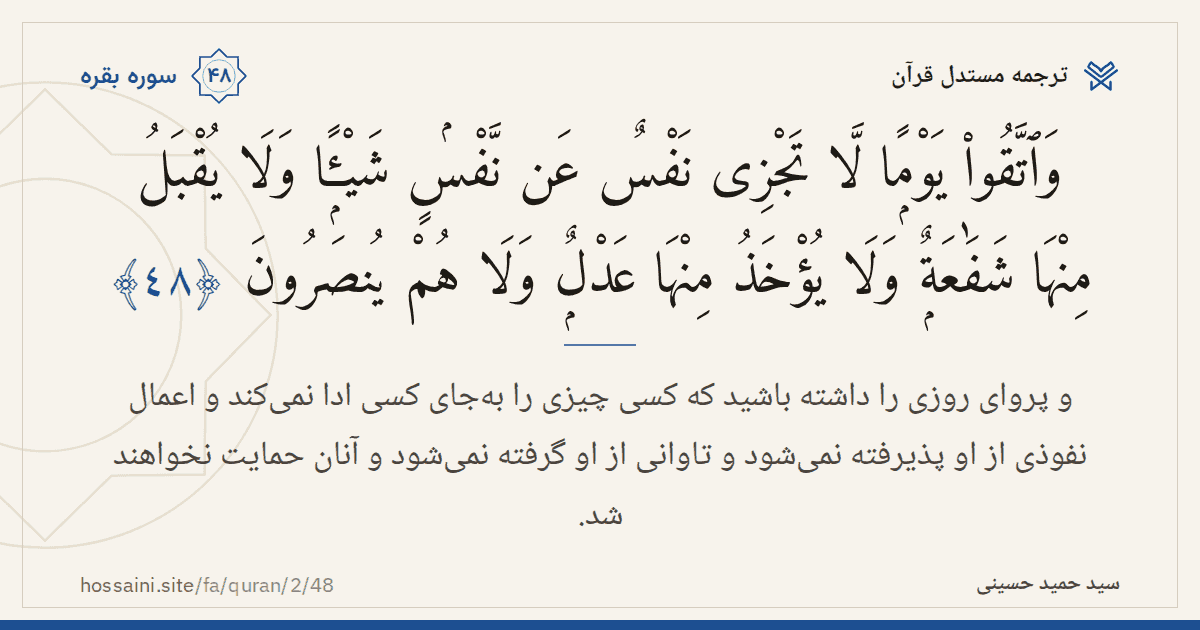 ترجمه مستدل قرآن
۴۸ سوره بقره
وَٱتَّقُوا۟ يَوْمًۭا لَّا تَجْزِى نَفْسٌ عَن نَّفْسٍۢ شَيْـًۭٔا وَلَا يُقْبَلُ
مِنْهَا شَفَـٰعَةٌۭ وَلَا يُؤْخَذُ مِنْهَا عَدْلٌۭ وَلَا هُمْ يُنصَرُونَ ﴿٤٨﴾
و پروای روزی را داشته باشید که کسی چیزی را به‌جای کسی ادا نمی‌کند و اعمال
نفوذی از او پذیرفته نمی‌شود و تاوانی از او گرفته نمی‌شود و آنان حمایت نخواهند
شد.
سید حمید حسینی
hossaini.site/fa/quran/2/48